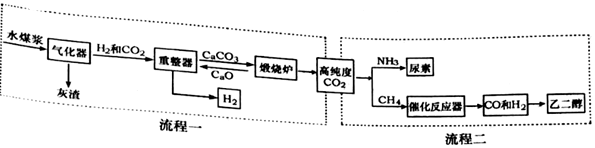 水煤浆
气化器
灰渣
H₂和CO₂
重整器
H₂
CaCO₃
CaO
煅烧炉
高纯度
CO₂
NH₃
尿素
CH₄
催化反应器
CO和H₂
乙二醇
流程一
流程二